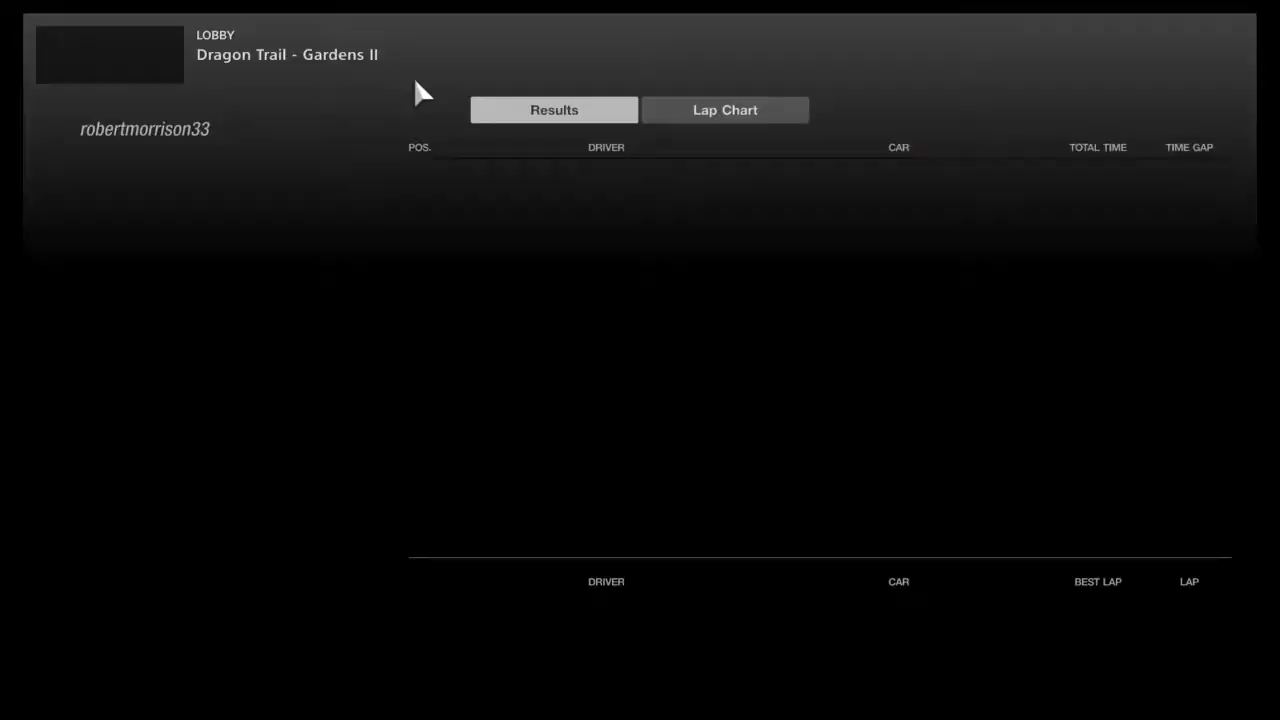 LOBBY
Dragon Trail - Gardens II
Results Lap Chart
robertmorrison33
POS. DRIVER CAR TOTAL TIME TIME GAP
DRIVER CAR BEST LAP LAP